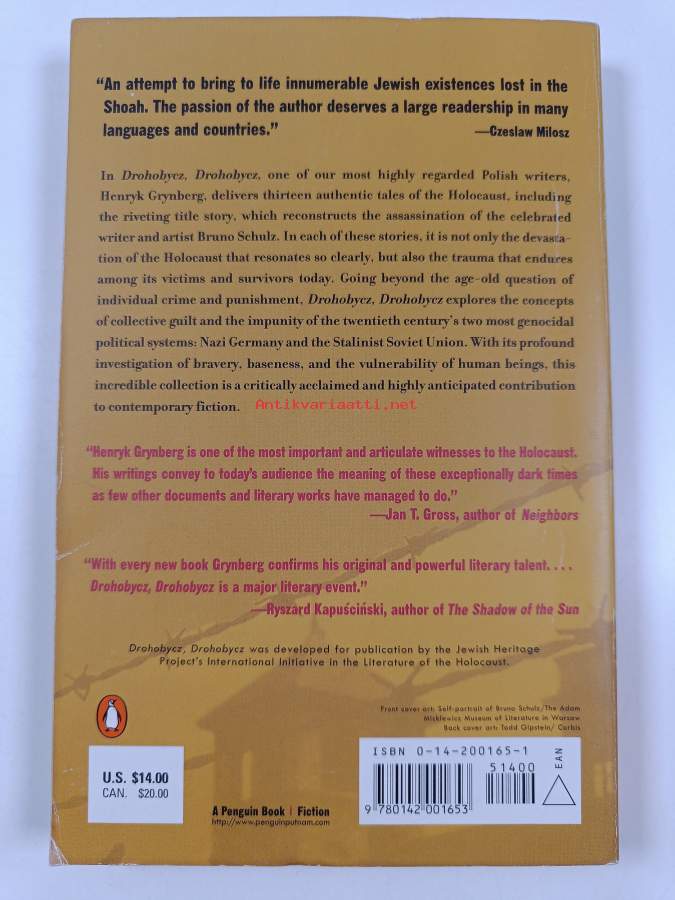 “An attempt to bring to life innumerable Jewish existences lost in the
Shoah. The passion of the author deserves a large readership in many
languages and countries.”
—Czeslaw Milosz
In Drohobycz, Drohobycz, one of our most highly regarded Polish writers,
Henryk Grynberg, delivers thirteen authentic tales of the Holocaust, including
the riveting title story, which reconstructs the assassination of the celebrated
writer and artist Bruno Schulz. In each of these stories, it is not only the devasta-
tion of the Holocaust that resonates so clearly, but also the trauma that endures
among its victims and survivors today. Going beyond the age-old question of
individual crime and punishment, Drohobycz, Drohobycz explores the concepts
of collective guilt and the impunity of the twentieth century’s two most genocidal
political systems: Nazi Germany and the Stalinist Soviet Union. With its profound
investigation of bravery, baseness, and the vulnerability of human beings, this
incredible collection is a critically acclaimed and highly anticipated contribution
to contemporary fiction.
Antikvariaatti.net
“Henryk Grynberg is one of the most important and articulate witnesses to the Holocaust.
His writings convey to today’s audience the meaning of these exceptionally dark times
as few other documents and literary works have managed to do.”
—Jan T. Gross, author of Neighbors
“With every new book Grynberg confirms his original and powerful literary talent. . . .
Drohobycz, Drohobycz is a major literary event.”
—Ryszard Kapuściński, author of The Shadow of the Sun
Drohobycz, Drohobycz was developed for publication by the Jewish Heritage
Project’s International Initiative in the Literature of the Holocaust.
Front cover art: Self-portrait of Bruno Schulz/The Adam
Mickiewicz Museum of Literature in Warsaw
Back cover art: Todd Gipstein/ Corbis
U.S. $14.00
CAN. $20.00
A Penguin Book | Fiction
http://www.penguinputnam.com
ISBN 0-14-200165-1
51400
EAN
9 780142 001653